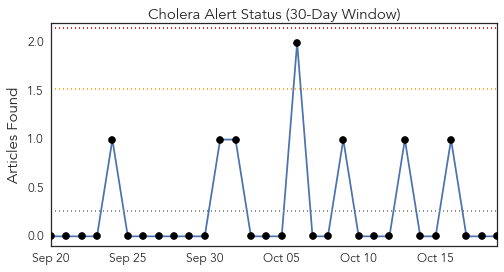 Cholera Alert Status (30-Day Window)
Articles Found
2.0
1.5
1.0
0.5
0.0
Sep 20 Sep 25 Sep 30 Oct 05 Oct 10 Oct 15